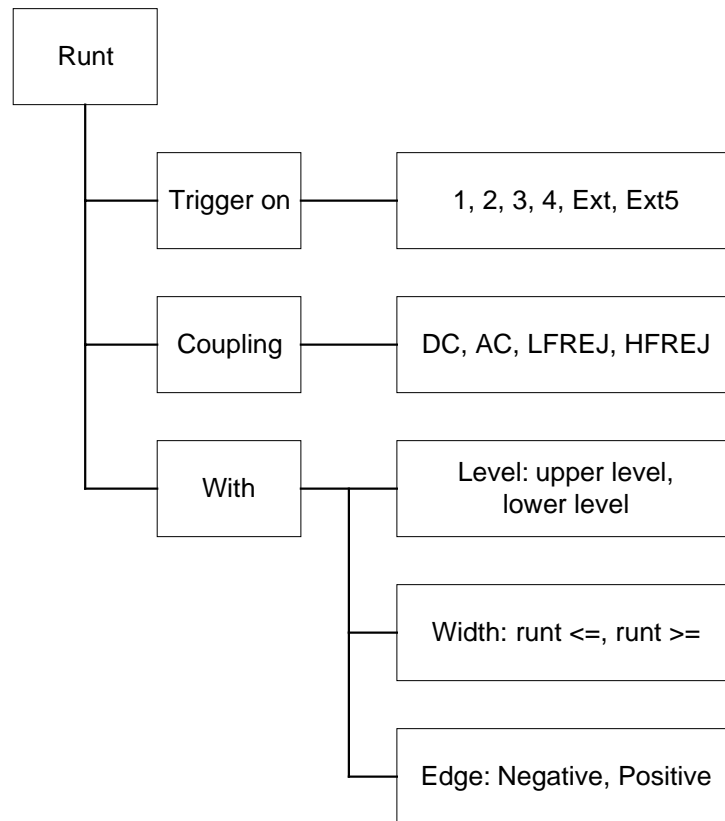 Runt
Trigger on
1, 2, 3, 4, Ext, Ext5
Coupling
DC, AC, LFREJ, HFREJ
With
Level: upper level,
lower level
Width: runt <=, runt >=
Edge: Negative, Positive